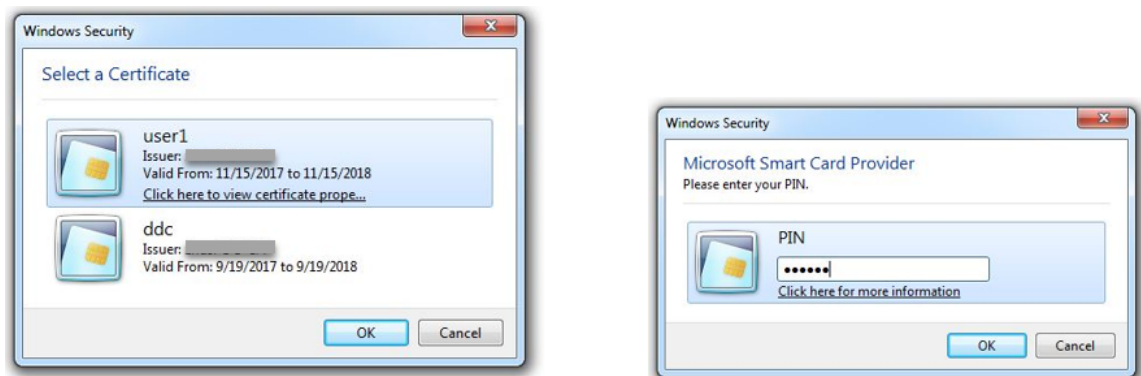 Windows Security
Select a Certificate
user1
Issuer:
Valid From: 11/15/2017 to 11/15/2018
Click here to view certificate prope...
ddc
Issuer:
Valid From: 9/19/2017 to 9/19/2018
OK
Cancel
Windows Security
Microsoft Smart Card Provider
Please enter your PIN.
PIN
••••••
Click here for more information
OK
Cancel